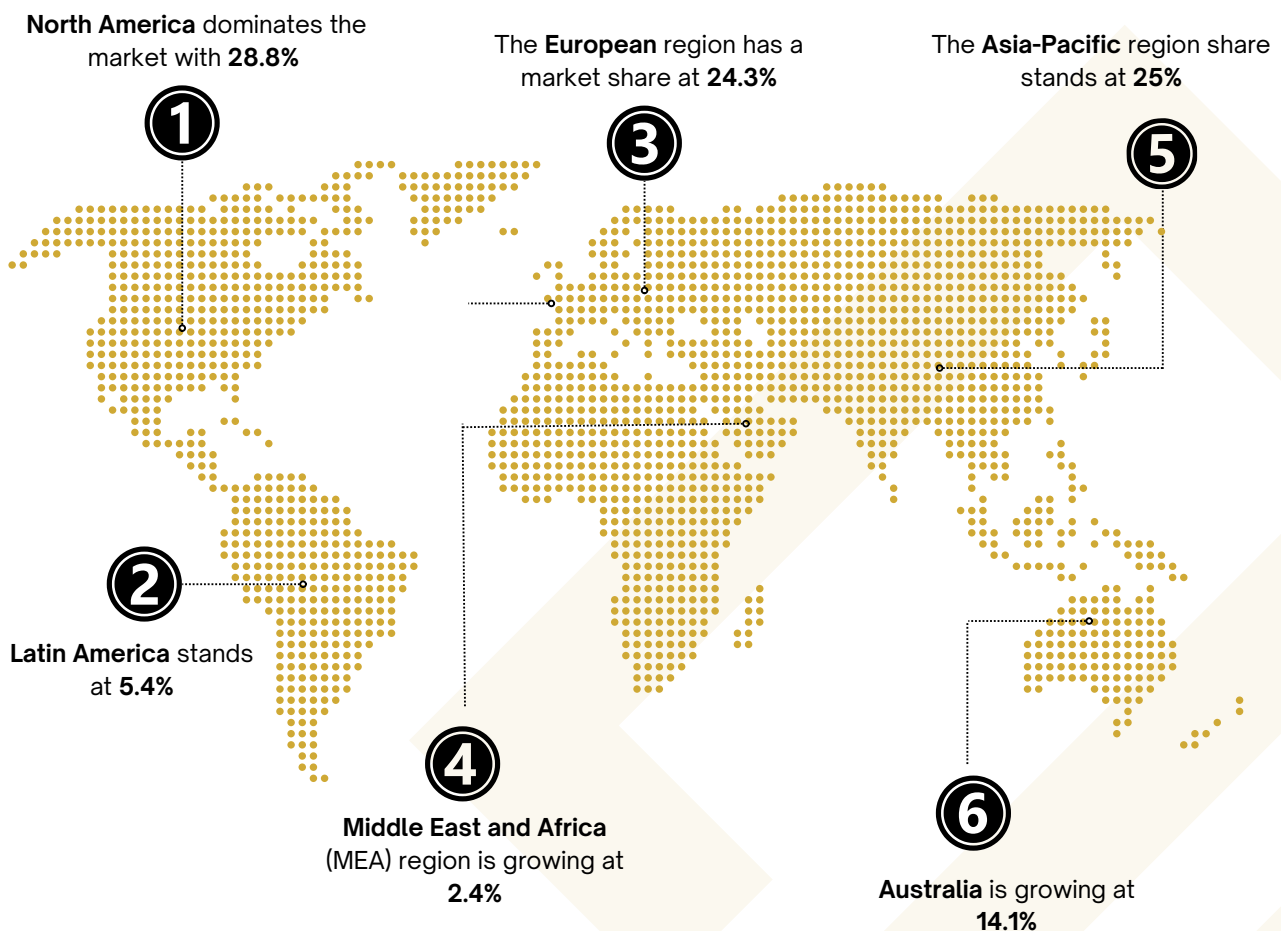 North America dominates the
market with 28.8%
1
2
Latin America stands
at 5.4%
The European region has a
market share at 24.3%
3
4
Middle East and Africa
(MEA) region is growing at
2.4%
The Asia-Pacific region share
stands at 25%
5
6
Australia is growing at
14.1%